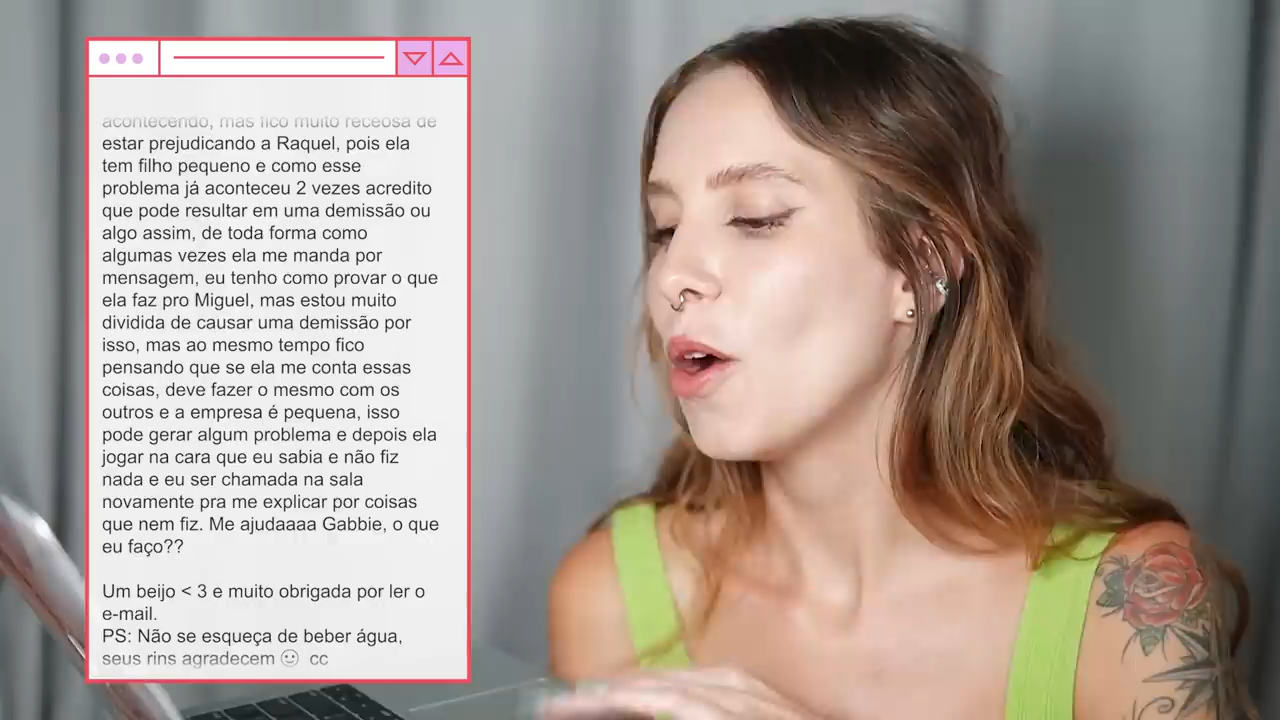 acontecendo, mas fico muito receosa de
estar prejudicando a Raquel, pois ela
tem filho pequeno e como esse
problema já aconteceu 2 vezes acredito
que pode resultar em uma demissão ou
algo assim, de toda forma como
algumas vezes ela me manda por
mensagem, eu tenho como provar o que
ela faz pro Miguel, mas estou muito
dividida de causar uma demissão por
isso, mas ao mesmo tempo fico
pensando que se ela me conta essas
coisas, deve fazer o mesmo com os
outros e a empresa é pequena, isso
pode gerar algum problema e depois ela
jogar na cara que eu sabia e não fiz
nada e eu ser chamada na sala
novamente pra me explicar por coisas
que nem fiz. Me ajudaaaa Gabbie, o que
eu faço??
Um beijo < 3 e muito obrigada por ler o
e-mail.
PS: Não se esqueça de beber água,
seus rins agradecem ☺ cc